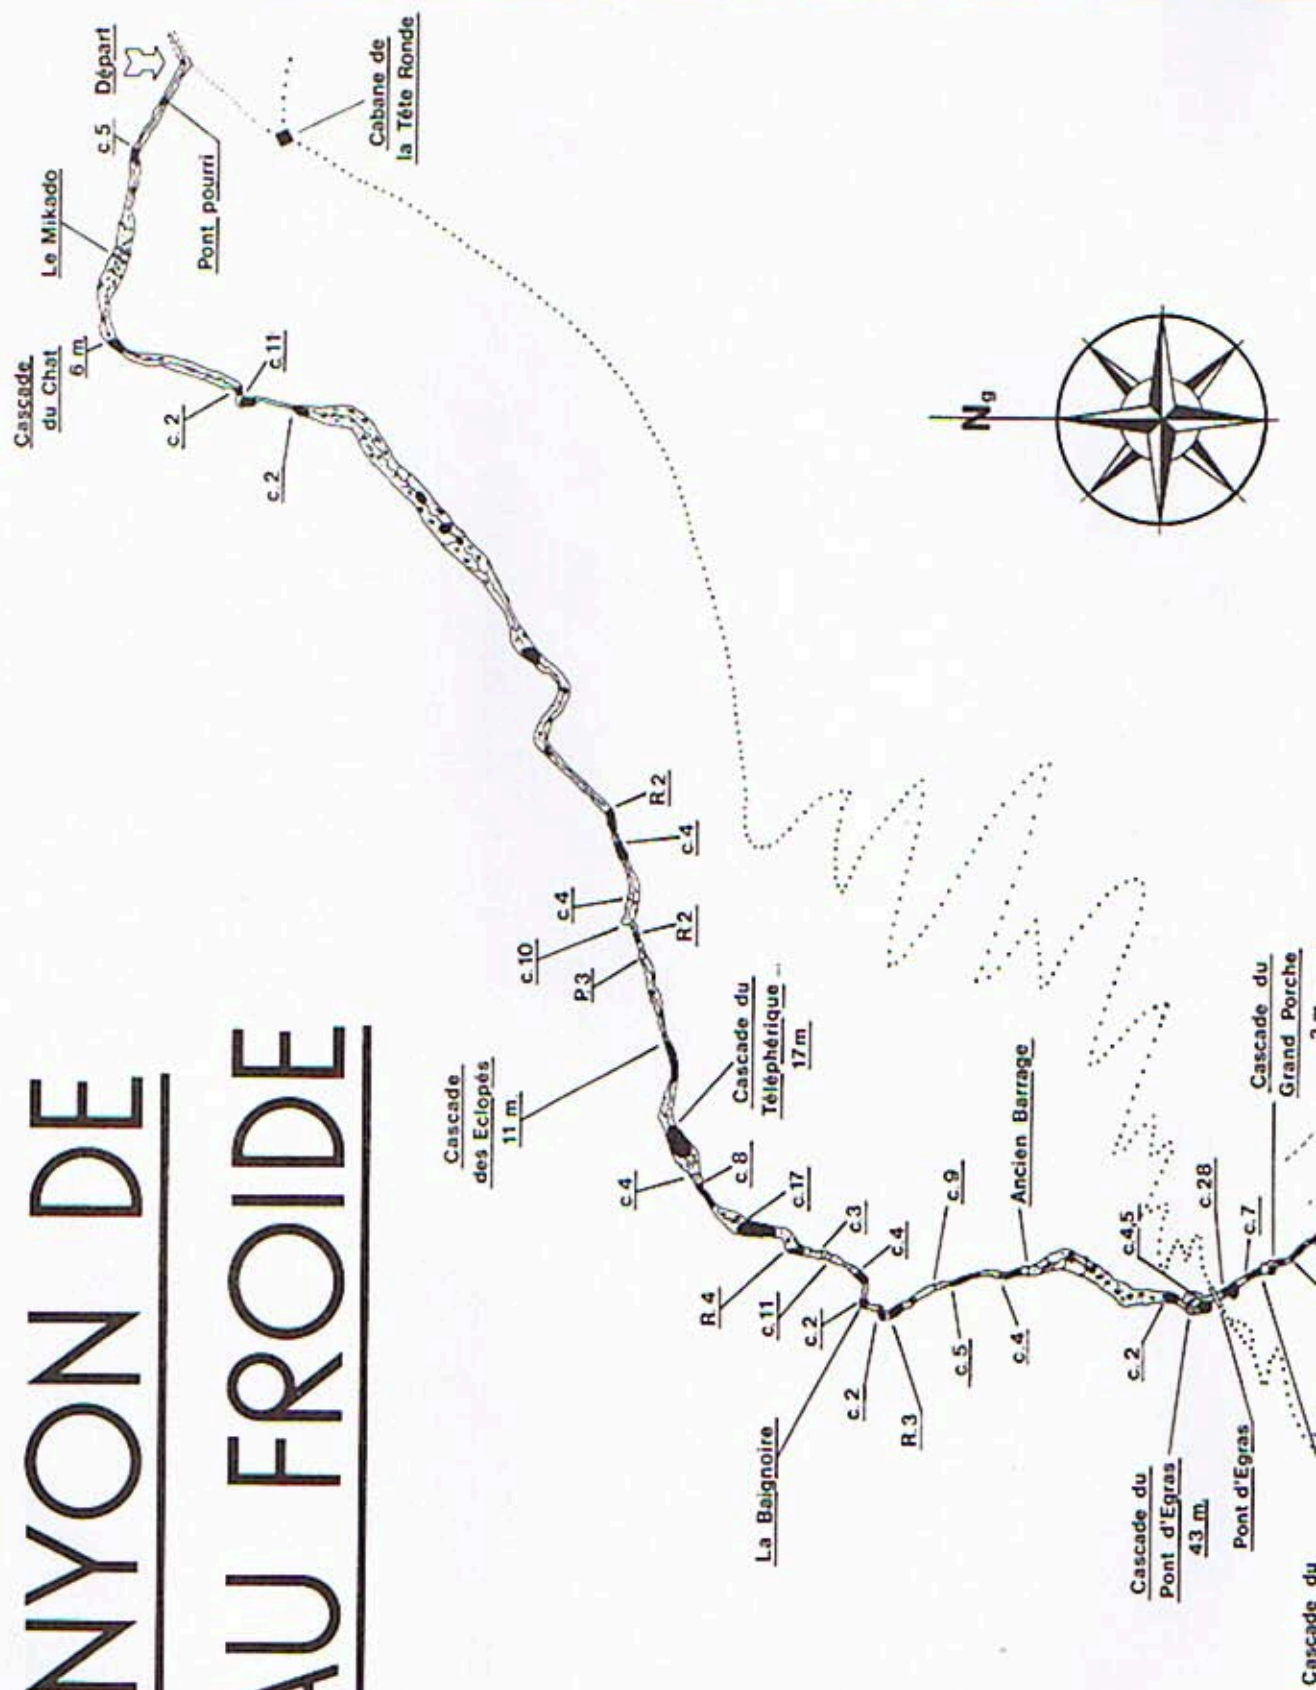 NYON DE
AU FROIDE
Départ
c.5
Le Mikado
Pont pourri
Cabane de
la Tête Ronde
Cascade
du Chat
6 m.
c.11
c.2
c.2
Ng
R.2
c.4
c.4
R.2
c.10
P.3
Cascade
des Eclopés
11 m.
Cascade du
Téléphérique
17m
c.4
c.8
c.17
c.3
c.4
R.4
c.11
c.2
La Baignoire
c.2
R.3
c.9
c.5
c.4
Ancien Barrage
c.4,5
c.2
Cascade du
Pont d'Egras
43 m.
Pont d'Egras
c.28
c.7
Cascade du
Grand Porche
Cascade du